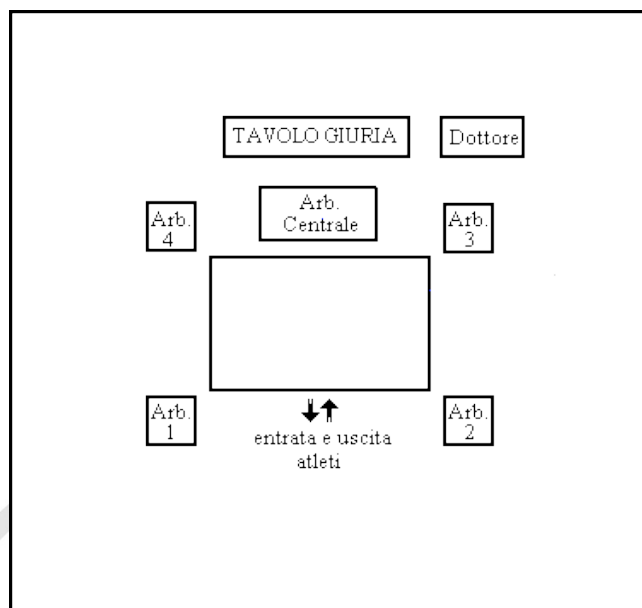 TAVOLO GIURIA
Dottore
Arb.
Centrale
Arb.
4
Arb.
3
Arb.
1
Arb.
2
entrata e uscita
atleti